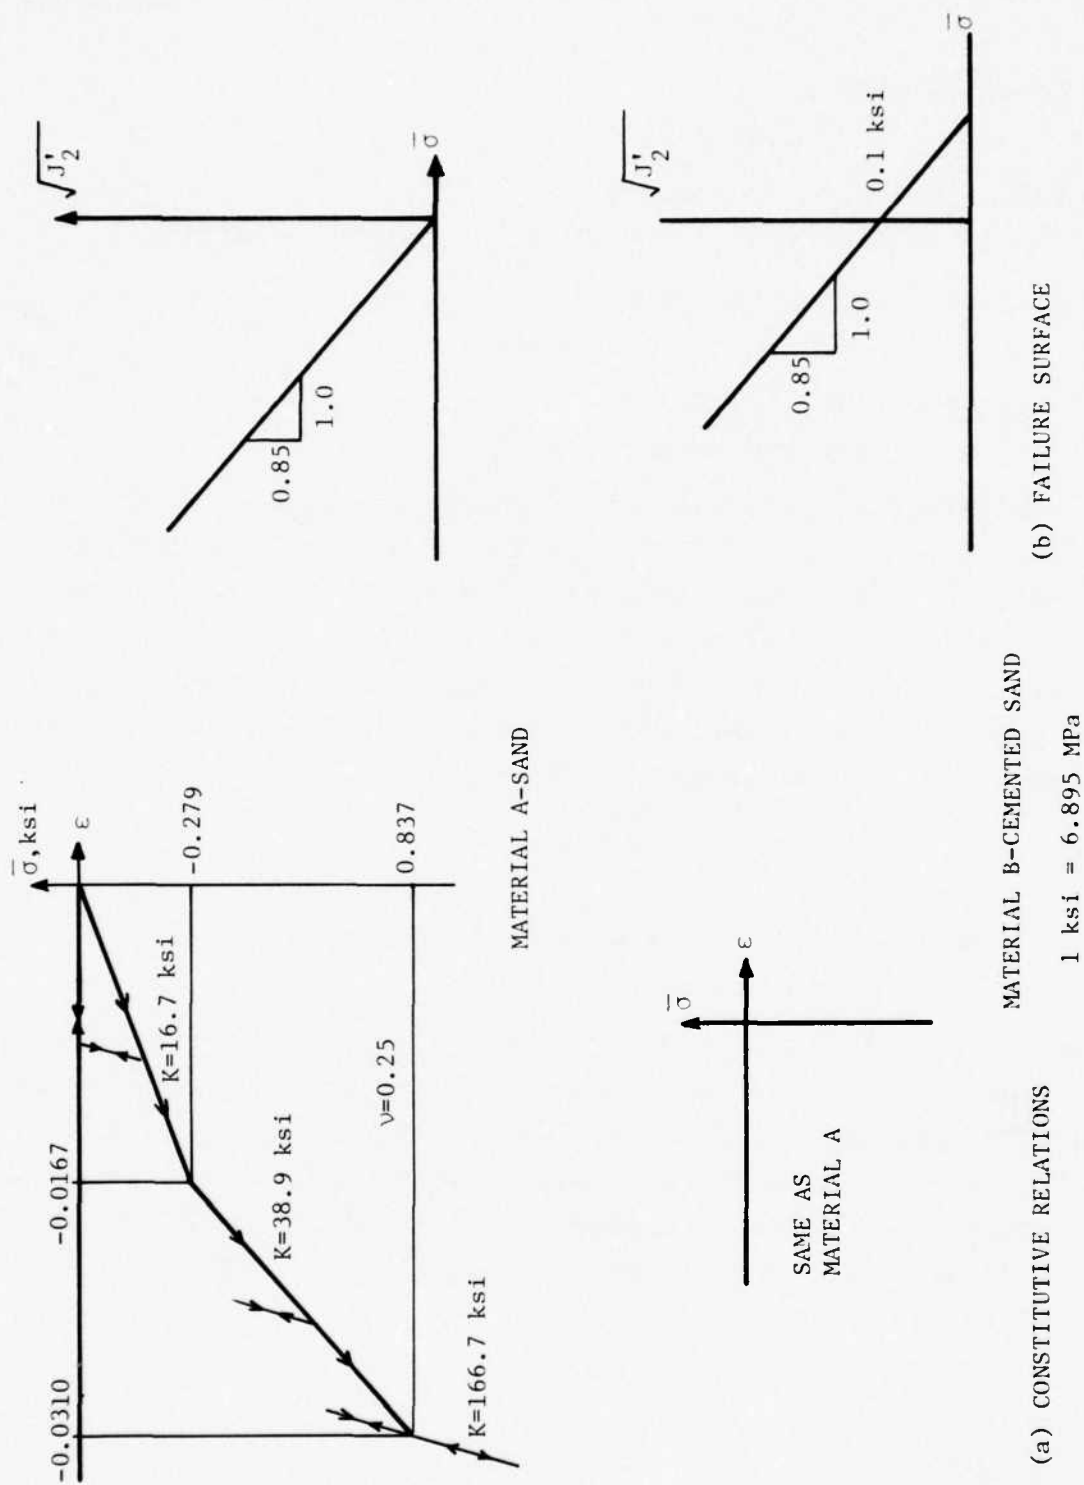 σ̄,ksi
ε
-0.0310
-0.0167
-0.279
0.837
K=16.7 ksi
K=38.9 ksi
K=166.7 ksi
ν=0.25
MATERIAL A-SAND
√J'2
σ̄
0.85
1.0
σ̄
ε
SAME AS
MATERIAL A
MATERIAL B-CEMENTED SAND
1 ksi = 6.895 MPa
√J'2
σ̄
0.1 ksi
0.85
1.0
(a) CONSTITUTIVE RELATIONS
(b) FAILURE SURFACE